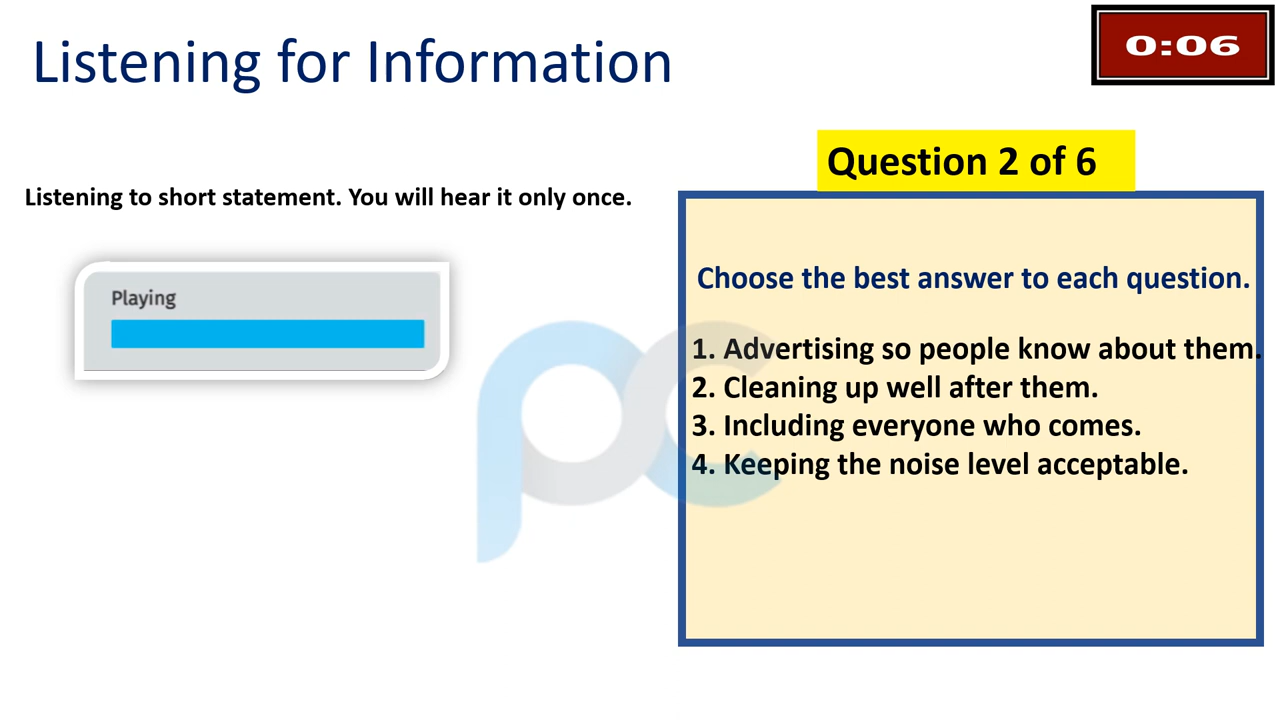 Listening for Information
0:06
Question 2 of 6
Listening to short statement. You will hear it only once.
Playing
Choose the best answer to each question.
1. Advertising so people know about them.
2. Cleaning up well after them.
3. Including everyone who comes.
4. Keeping the noise level acceptable.
pc